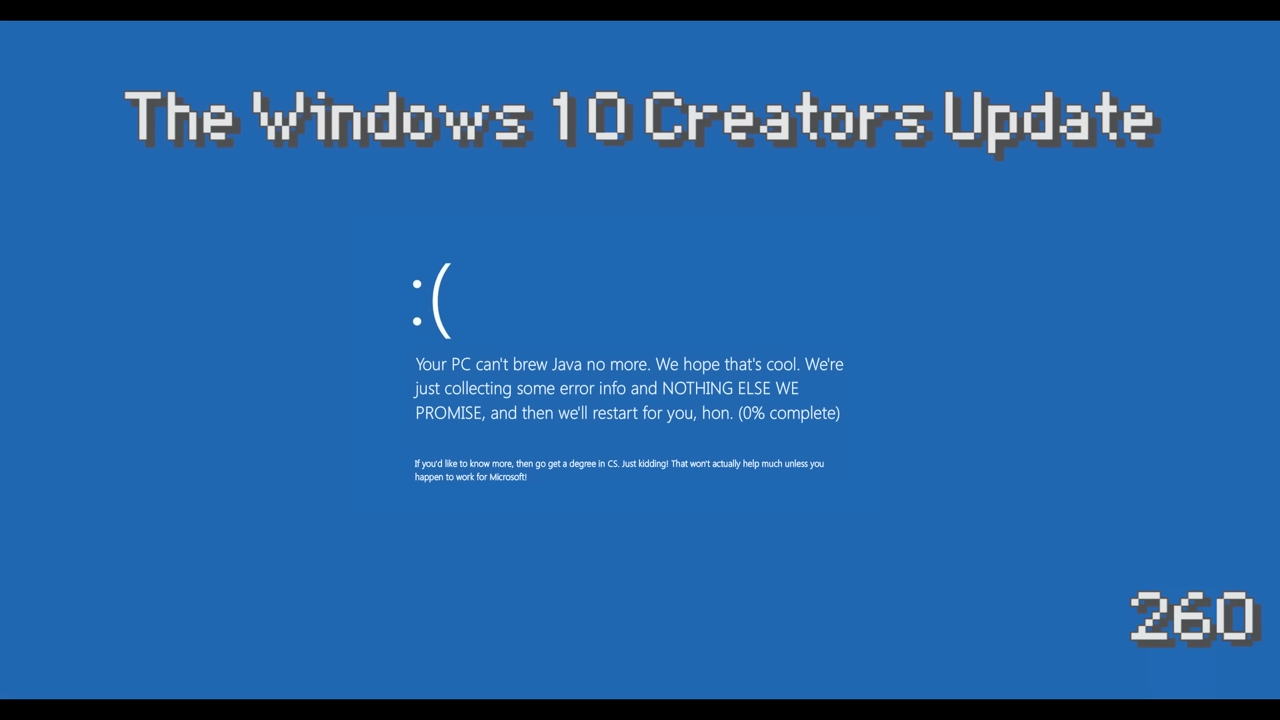 The Windows 10 Creators Update
:(
Your PC can't brew Java no more. We hope that's cool. We're
just collecting some error info and NOTHING ELSE WE
PROMISE, and then we'll restart for you, hon. (0% complete)
If you'd like to know more, then go get a degree in CS. Just kidding! That won't actually help much unless you
happen to work for Microsoft!
260